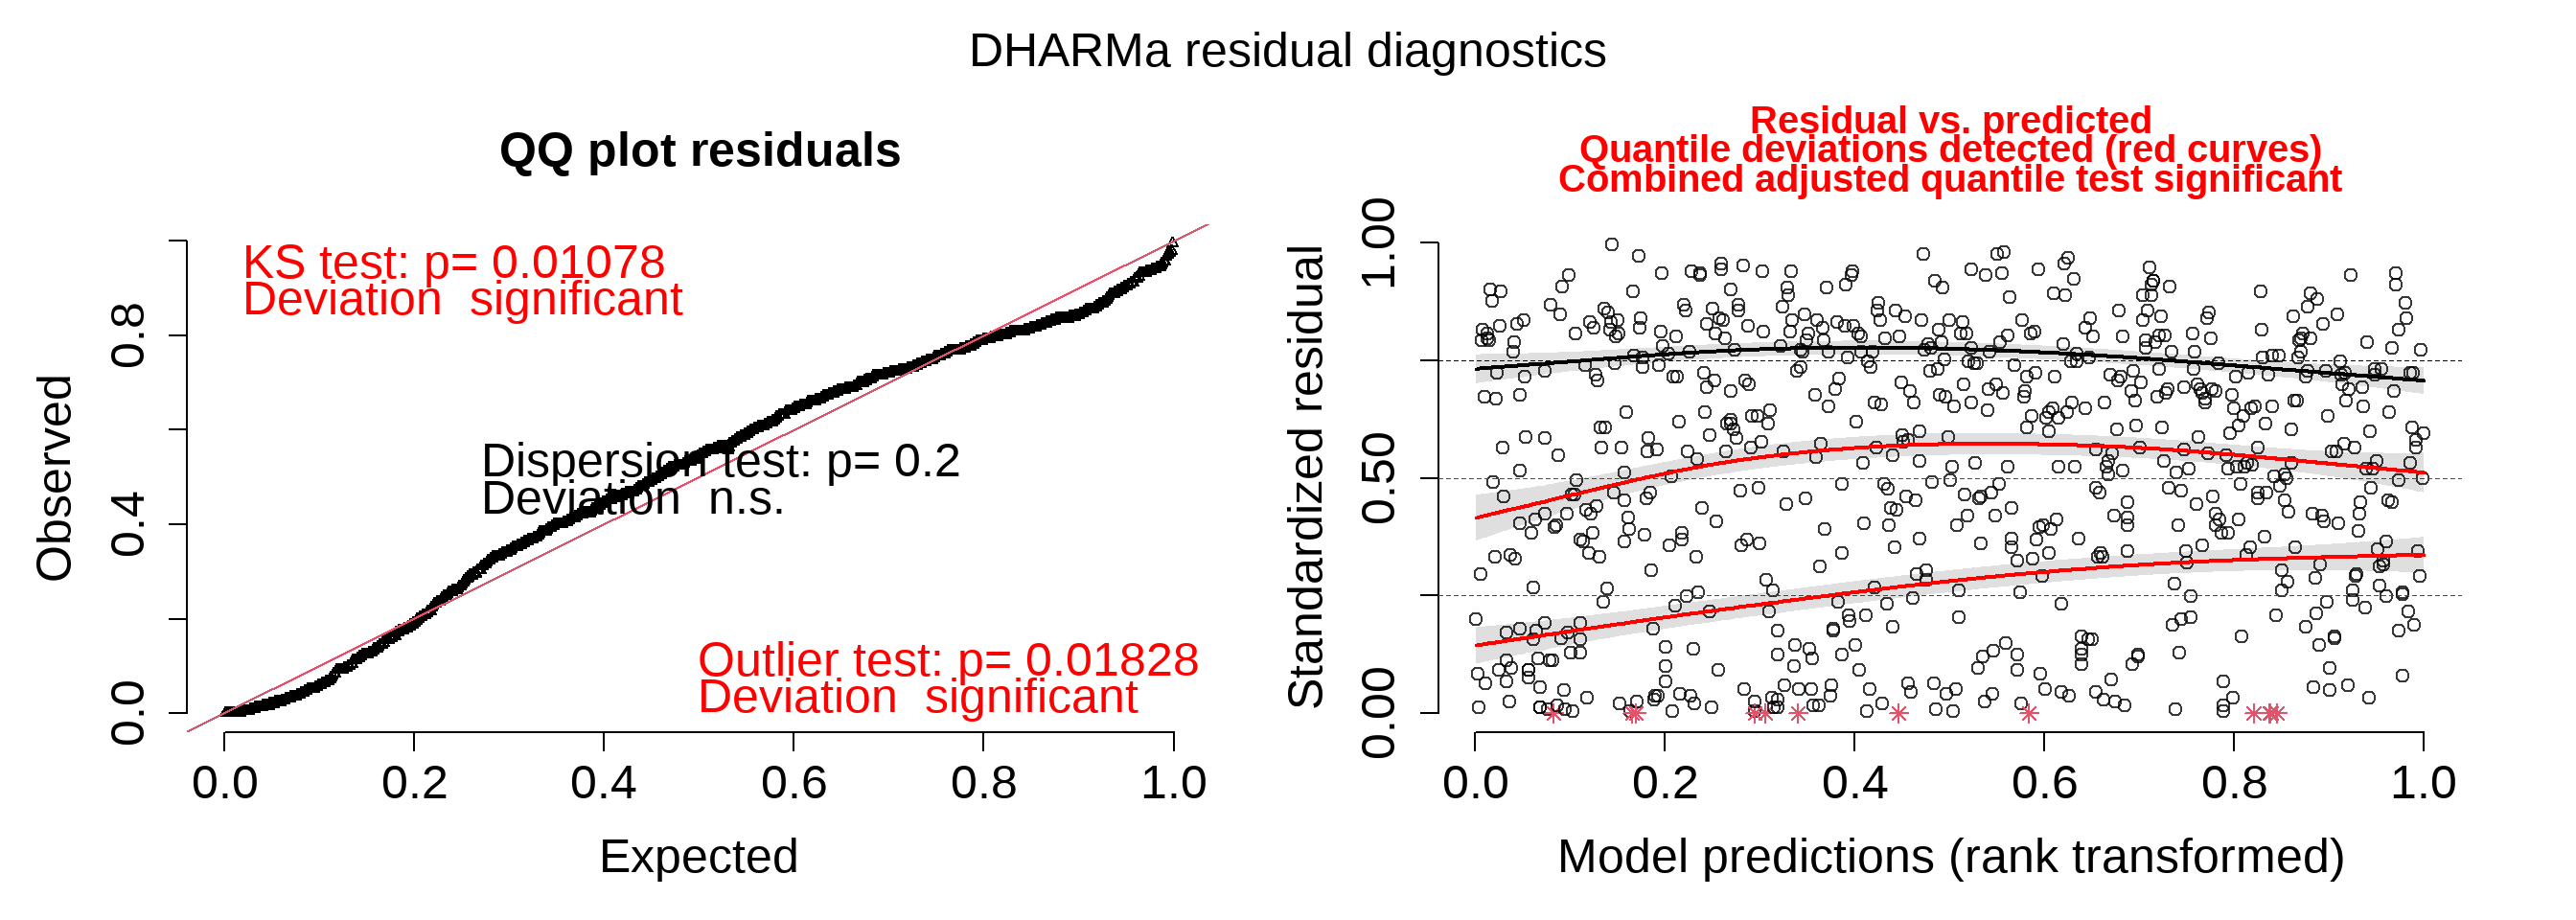 DHARMa residual diagnostics
QQ plot residuals
KS test: p= 0.01078
Deviation  significant
Dispersion test: p= 0.2
Deviation  n.s.
Outlier test: p= 0.01828
Deviation  significant
Observed
0.0
0.4
0.8
0.0 0.2 0.4 0.6 0.8 1.0
Expected
Residual vs. predicted
Quantile deviations detected (red curves)
Combined adjusted quantile test significant
Standardized residual
0.00
0.50
1.00
0.0 0.2 0.4 0.6 0.8 1.0
Model predictions (rank transformed)